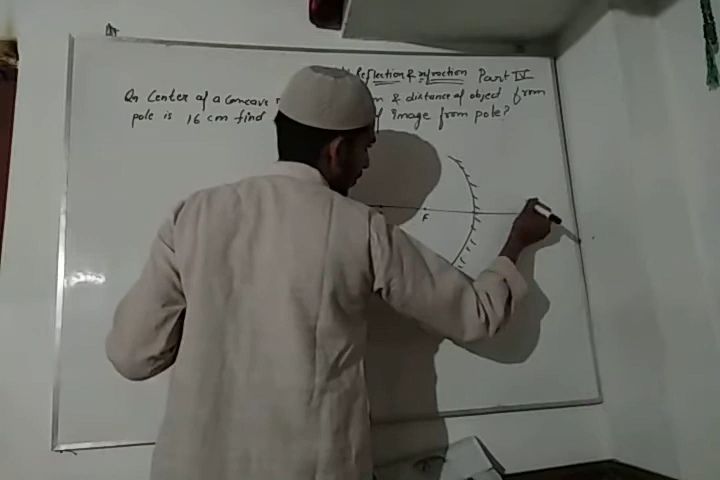 Reflection & refraction Part IV
Qn Center of a Concave & distance of object from
pole is 16 cm find of image from pole?
F